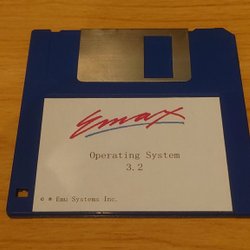 Emax
Operating System
3.2
© ® Emu Systems Inc.